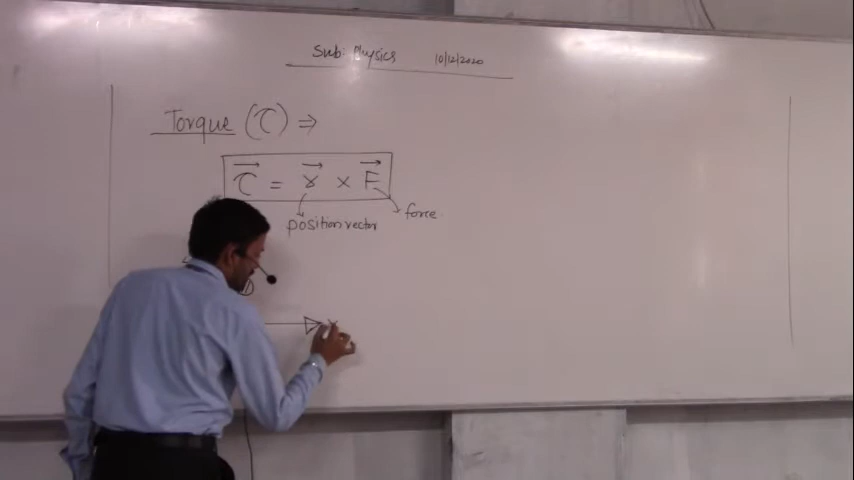 Sub: Physics 10/12/2020
Torque (τ) ⇒
τ⃗ = r⃗ × F⃗
position vector force